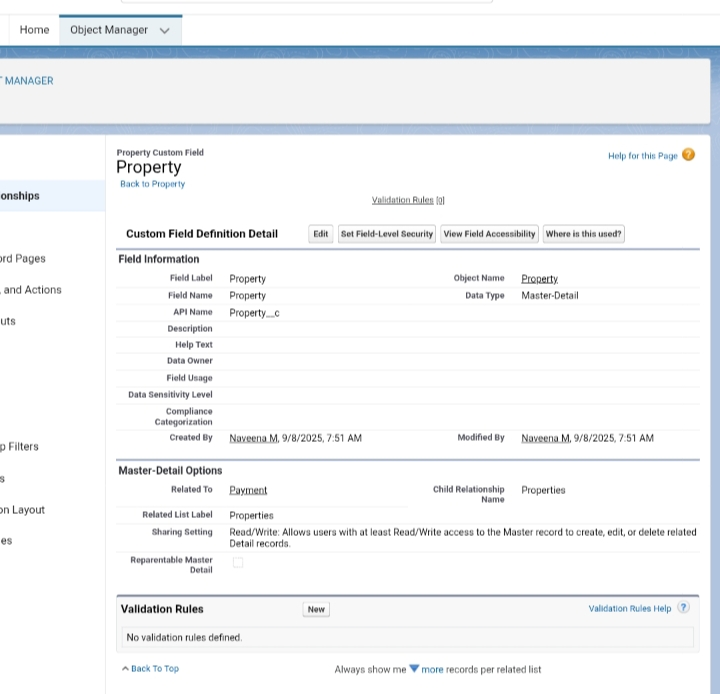 Home
Object Manager
MANAGER
Property Custom Field
Property
Help for this Page ?
Back to Property
Validation Rules [0]
onships
Custom Field Definition Detail
Edit
Set Field-Level Security
View Field Accessibility
Where is this used?
Field Information
Field Label Property
Object Name Property
Field Name Property
Data Type Master-Detail
API Name Property__c
Description
Help Text
Data Owner
Field Usage
Data Sensitivity Level
Compliance
Categorization
Created By Naveena M, 9/8/2025, 7:51 AM
Modified By Naveena M, 9/8/2025, 7:51 AM
ord Pages
and Actions
uts
p Filters
s
on Layout
es
Master-Detail Options
Related To Payment
Child Relationship
Name
Properties
Related List Label Properties
Sharing Setting Read/Write: Allows users with at least Read/Write access to the Master record to create, edit, or delete related
Detail records.
Reparentable Master
Detail
Validation Rules
New
Validation Rules Help ?
No validation rules defined.
Back To Top
Always show me more records per related list